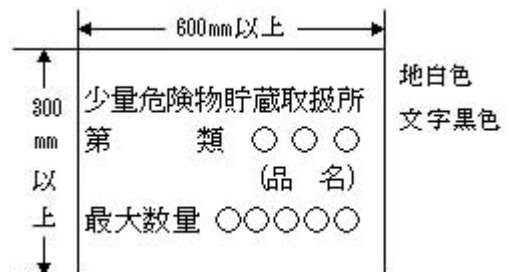 600mm以上
300
mm
以
上
少量危険物貯蔵取扱所
第 類 ○○○
(品 名)
最大数量 ○○○○○
地白色
文字黒色